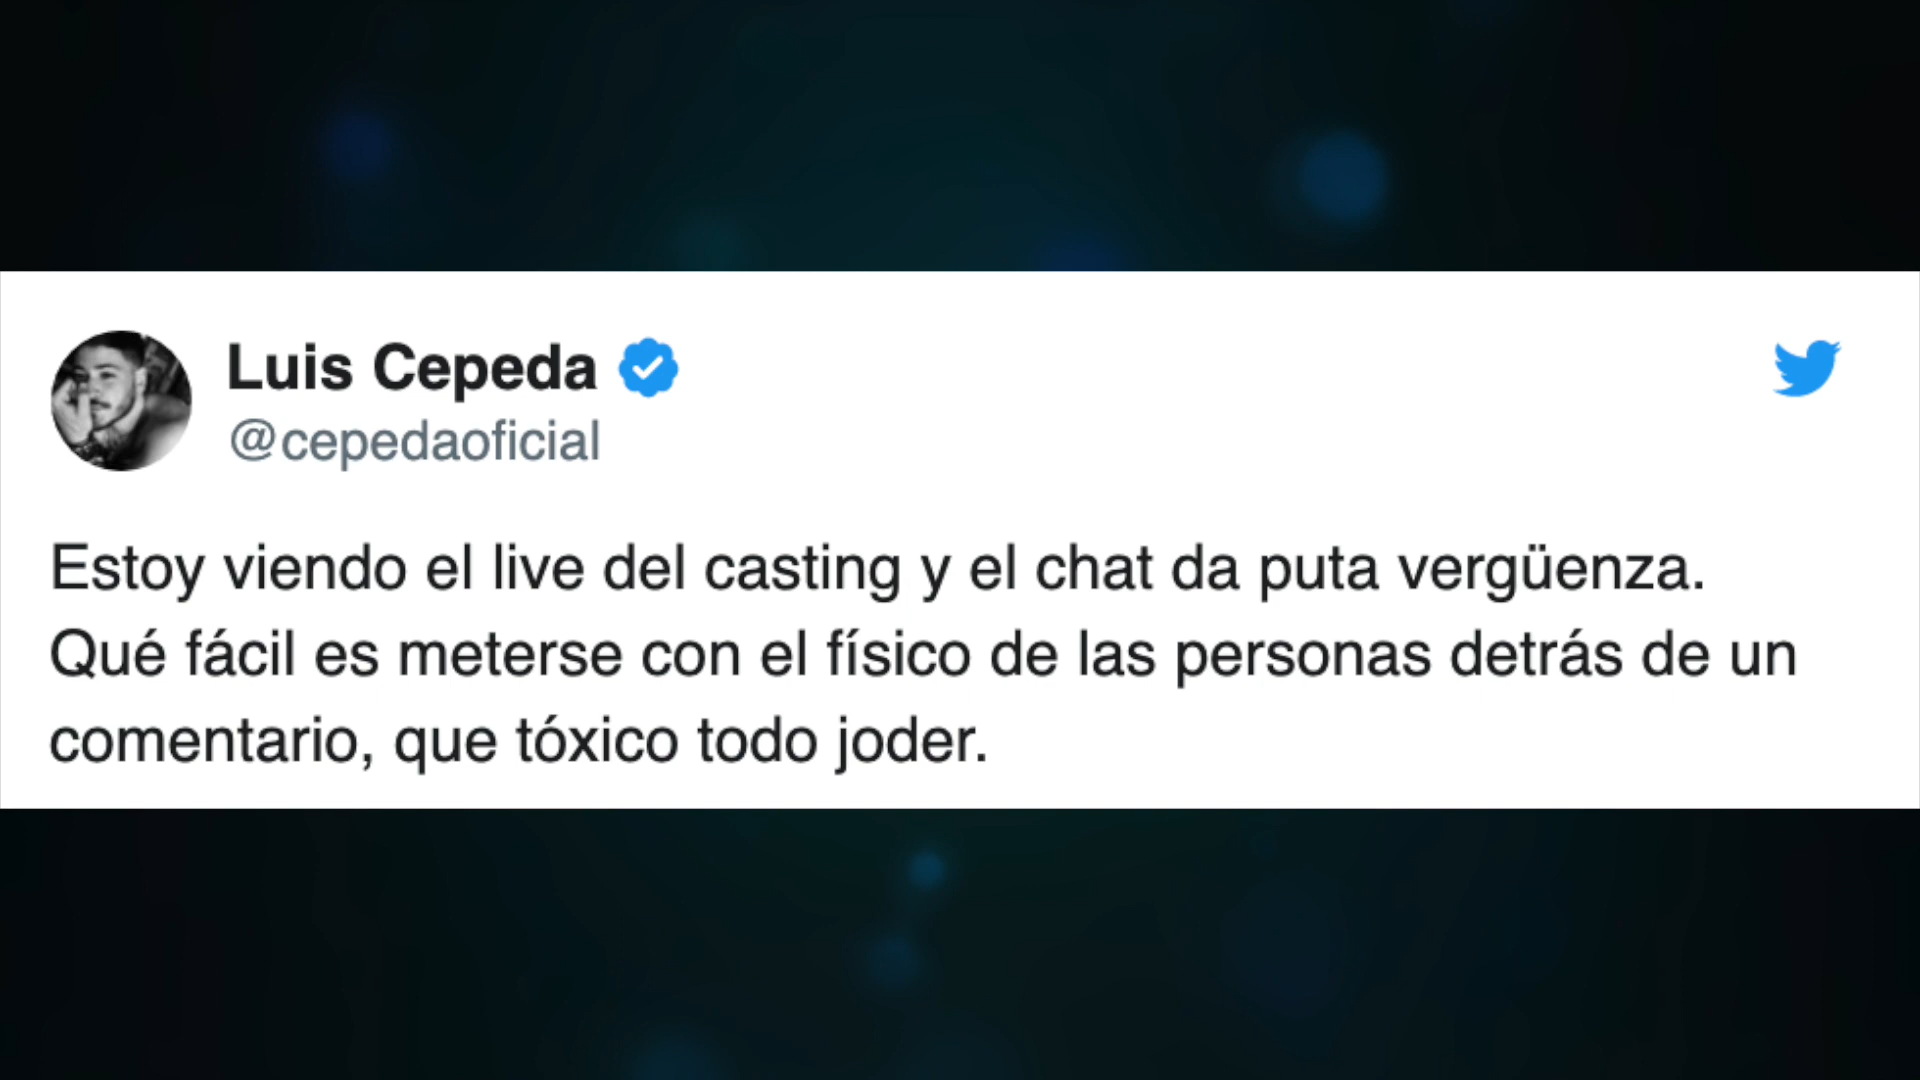 Luis Cepeda
@cepedaoficial
Estoy viendo el live del casting y el chat da puta vergüenza.
Qué fácil es meterse con el físico de las personas detrás de un
comentario, que tóxico todo joder.